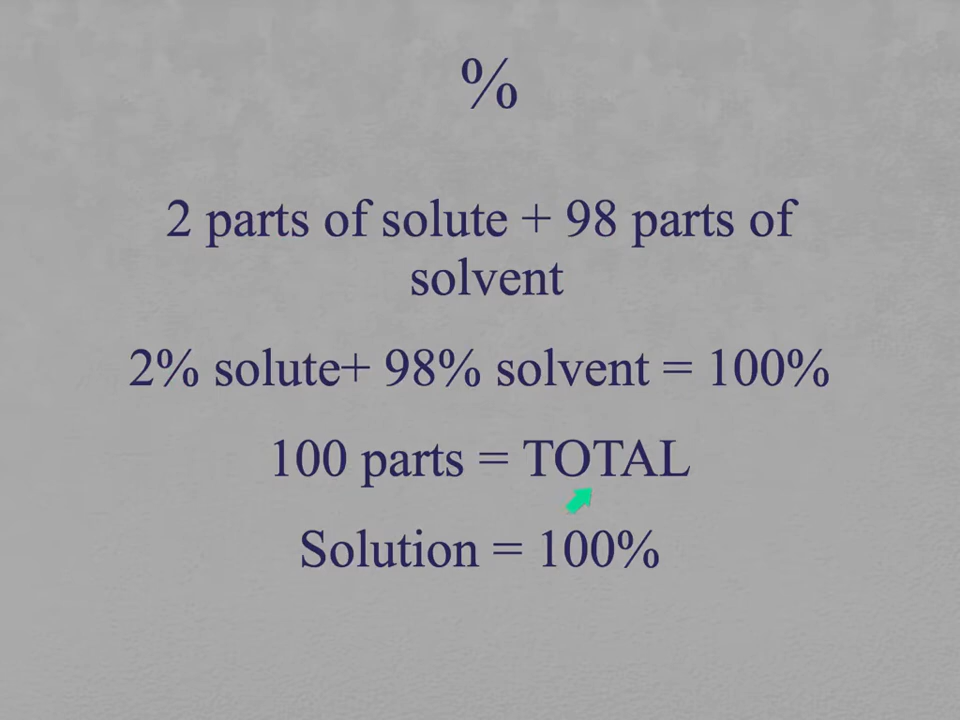 %
2 parts of solute + 98 parts of
solvent
2% solute+ 98% solvent = 100%
100 parts = TOTAL
Solution = 100%